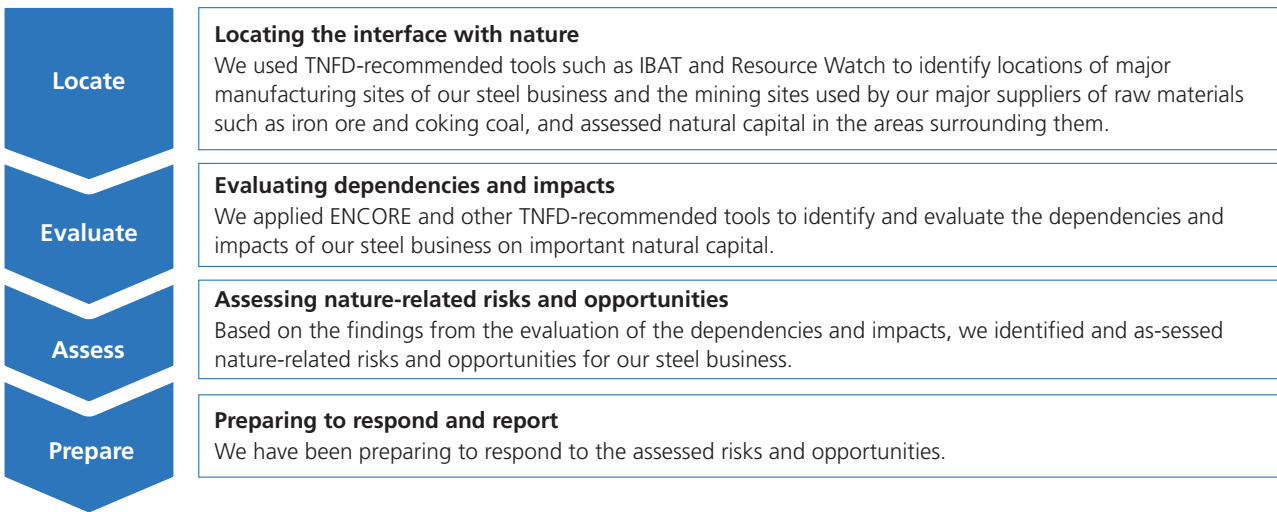 Locate
Locating the interface with nature
We used TNFD-recommended tools such as IBAT and Resource Watch to identify locations of major
manufacturing sites of our steel business and the mining sites used by our major suppliers of raw materials
such as iron ore and coking coal, and assessed natural capital in the areas surrounding them.
Evaluate
Evaluating dependencies and impacts
We applied ENCORE and other TNFD-recommended tools to identify and evaluate the dependencies and
impacts of our steel business on important natural capital.
Assess
Assessing nature-related risks and opportunities
Based on the findings from the evaluation of the dependencies and impacts, we identified and as-sessed
nature-related risks and opportunities for our steel business.
Prepare
Preparing to respond and report
We have been preparing to respond to the assessed risks and opportunities.